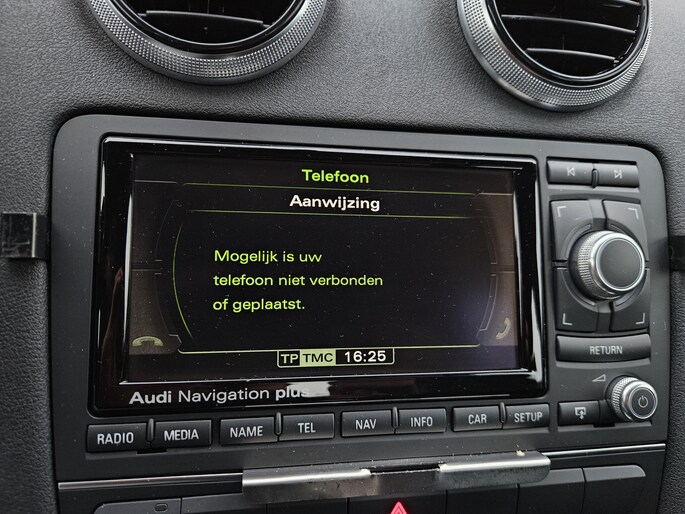 Telefoon
Aanwijzing
Mogelijk is uw
telefoon niet verbonden
of geplaatst.
TP TMC 16:25
Audi Navigation plus
RETURN
RADIO MEDIA NAME TEL NAV INFO CAR SETUP